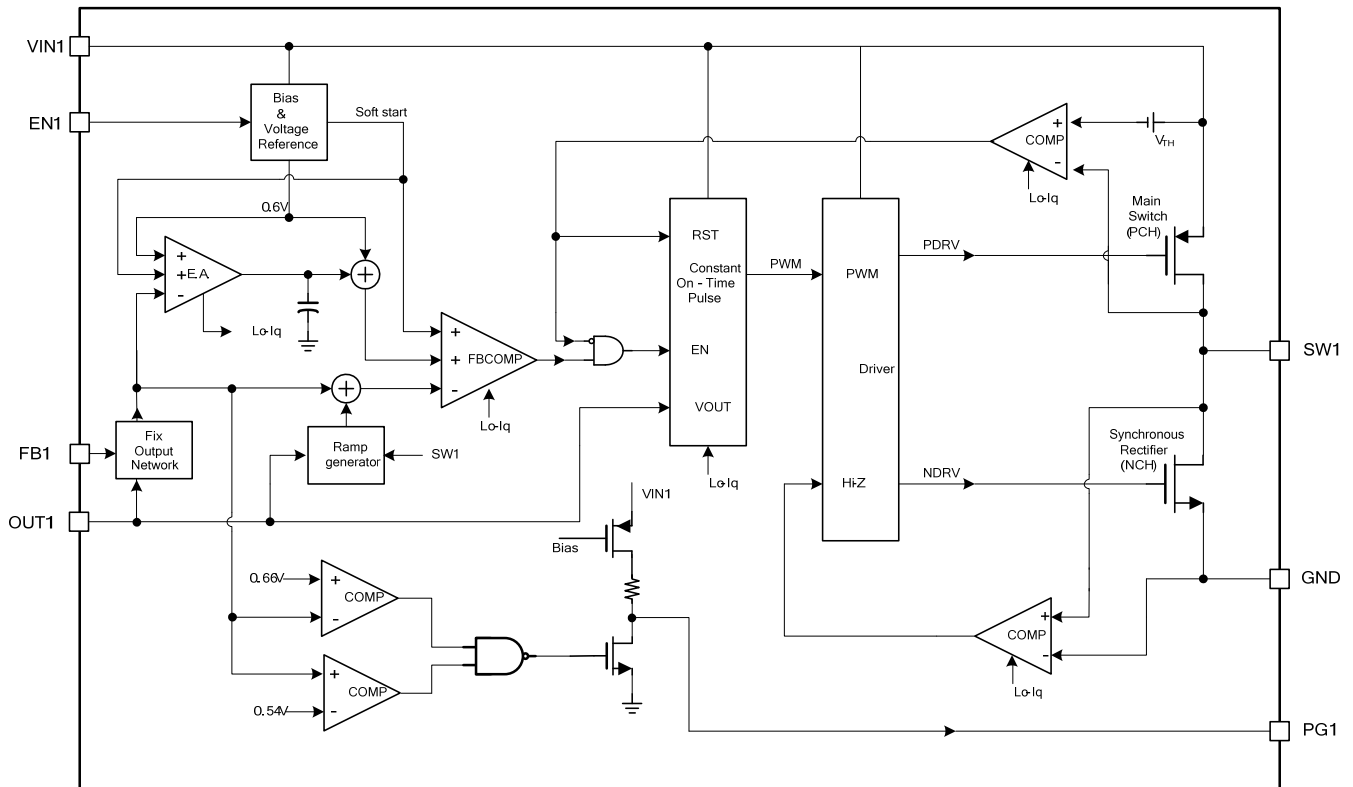 VIN1
EN1
Bias
&
Voltage
Reference
Soft start
0.6V
+
+
-
E.A.
+
Lo-Iq
+
+
-
FBCOMP
Lo-Iq
+
Fix
Output
Network
FB1
Ramp
generator
SW1
OUT1
RST
Constant
On - Time
Pulse
EN
VOUT
Lo-Iq
PWM
PWM
Driver
Hi-Z
PDRV
NDRV
+
COMP
-
VTH
Lo-Iq
Main
Switch
(PCH)
SW1
Synchronous
Rectifier
(NCH)
GND
+
COMP
-
Lo-Iq
VIN1
Bias
0.66V
+
COMP
-
+
COMP
0.54V
-
PG1